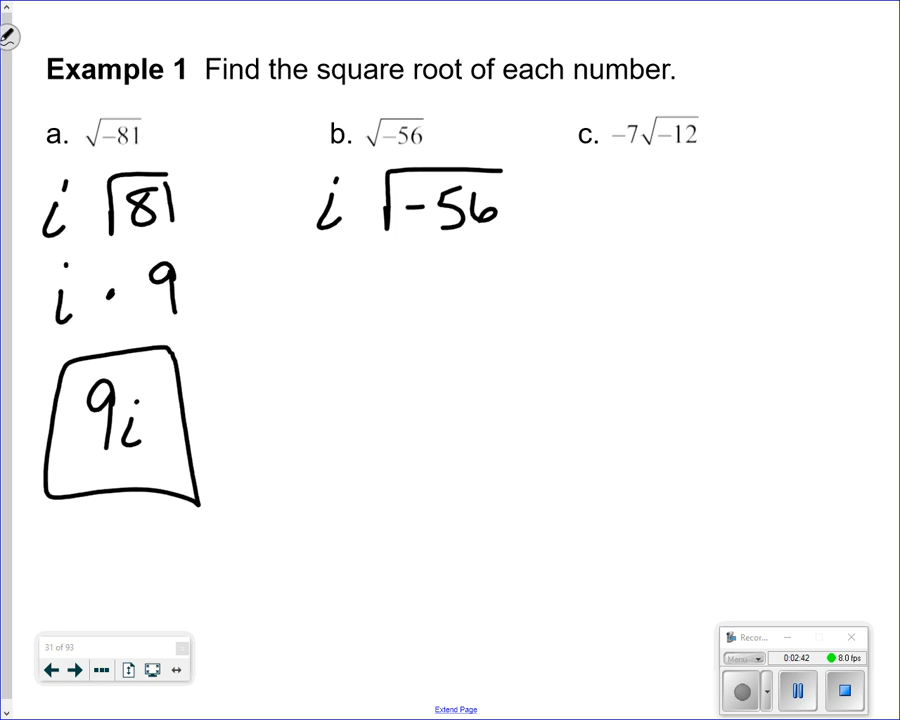 Example 1 Find the square root of each number.
a. √-81 b. √-56 c. -7√-12
i √81 i √-56
i · 9
9i
31 of 93
Recor...
Menu
0:02:42 8.0 fps
Extend Page